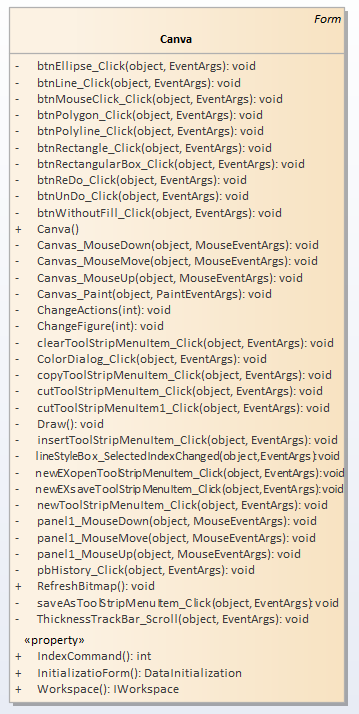 Form
Canva
- btnEllipse_Click(object, EventArgs): void
- btnLine_Click(object, EventArgs): void
- btnMouseClick_Click(object, EventArgs): void
- btnPolygon_Click(object, EventArgs): void
- btnPolyline_Click(object, EventArgs): void
- btnRectangle_Click(object, EventArgs): void
- btnRectangularBox_Click(object, EventArgs): void
- btnReDo_Click(object, EventArgs): void
- btnUnDo_Click(object, EventArgs): void
- btnWithoutFill_Click(object, EventArgs): void
+ Canva()
- Canvas_MouseDown(object, MouseEventArgs): void
- Canvas_MouseMove(object, MouseEventArgs): void
- Canvas_MouseUp(object, MouseEventArgs): void
- Canvas_Paint(object, PaintEventArgs): void
- ChangeActions(int): void
- ChangeFigure(int): void
- clearToolStripMenuItem_Click(object, EventArgs): void
- ColorDialog_Click(object, EventArgs): void
- copyToolStripMenuItem_Click(object, EventArgs): void
- cutToolStripMenuItem_Click(object, EventArgs): void
- cutToolStripMenuItem1_Click(object, EventArgs): void
- Draw(): void
- insertToolStripMenuItem_Click(object, EventArgs): void
- lineStyleBox_SelectedIndexChanged(object,EventArgs):void
- newEXopenToolStripMenuItem_Click(object, EventArgs): void
- newEXsaveToolStripMenuItem_Click(object, EventArgs):void
- newToolStripMenuItem_Click(object, EventArgs): void
- panel1_MouseDown(object, MouseEventArgs): void
- panel1_MouseMove(object, MouseEventArgs): void
- panel1_MouseUp(object, MouseEventArgs): void
- pbHistory_Click(object, EventArgs): void
+ RefreshBitmap(): void
- saveAsToolStripMenuItem_Click(object, EventArgs): void
- ThicknessTrackBar_Scroll(object, EventArgs): void
«property»
+ IndexCommand(): int
+ InitializatioForm(): DataInitialization
+ Workspace(): IWorkspace